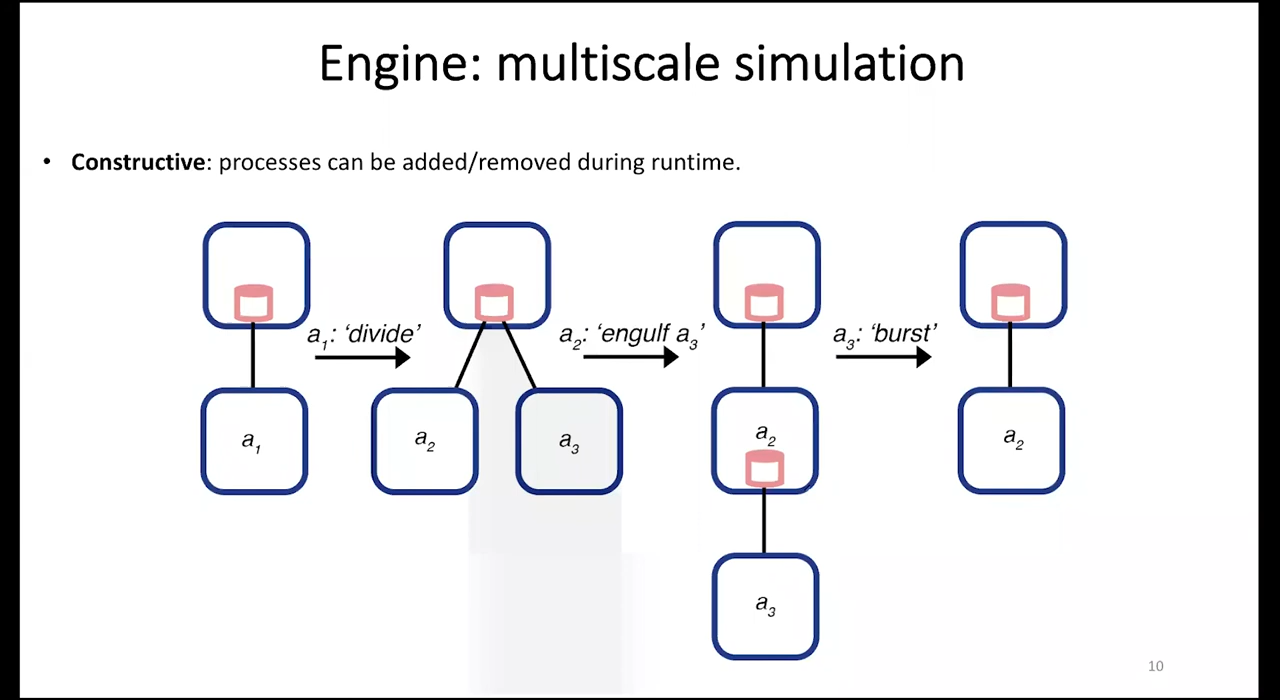 Engine: multiscale simulation
• Constructive: processes can be added/removed during runtime.
a₁: ‘divide’
a₂: ‘engulf a₃’
a₃: ‘burst’
a₁
a₂
a₃
a₂
a₂
a₃
10